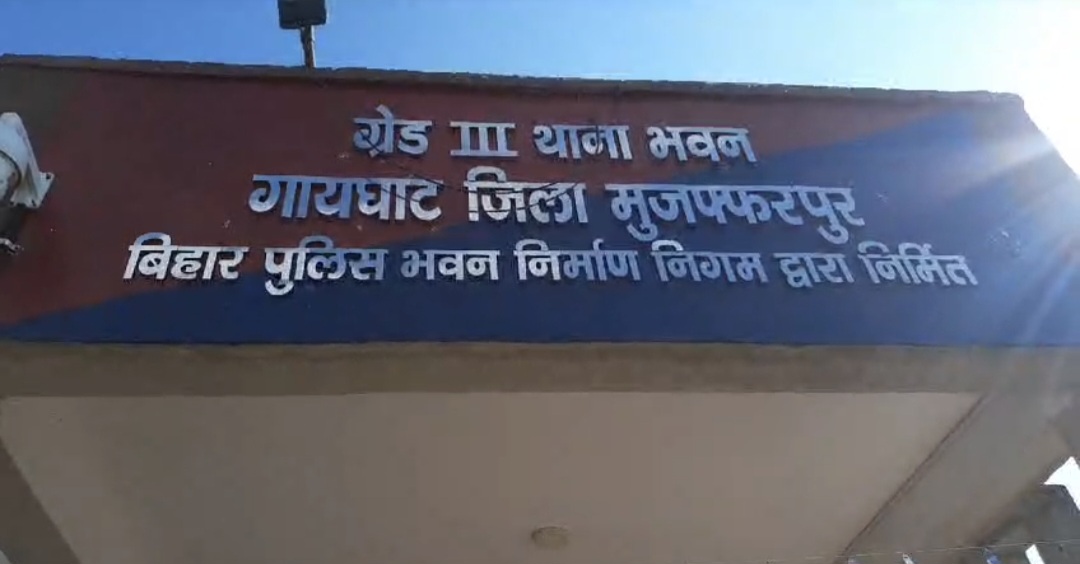 ग्रेड III थाना भवन
गायघाट जिला मुजफ्फरपुर
बिहार पुलिस भवन निर्माण निगम द्वारा निर्मित